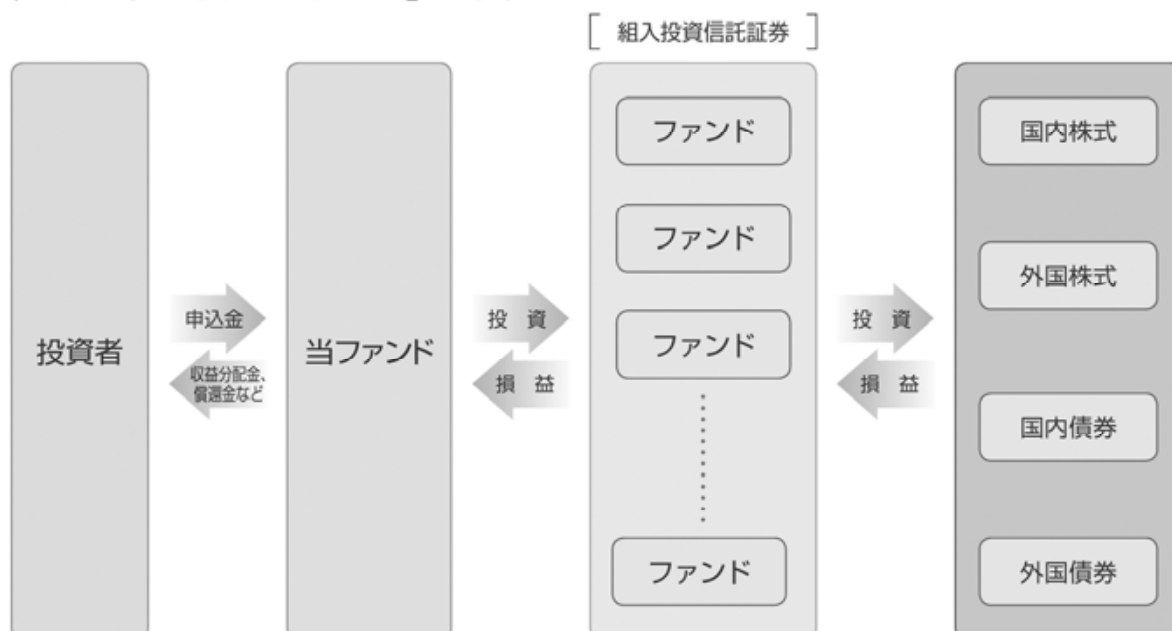 組入投資信託証券
投資者
申込金
収益分配金、
償還金など
当ファンド
投 資
損 益
ファンド
ファンド
ファンド
ファンド
投 資
損 益
国内株式
外国株式
国内債券
外国債券